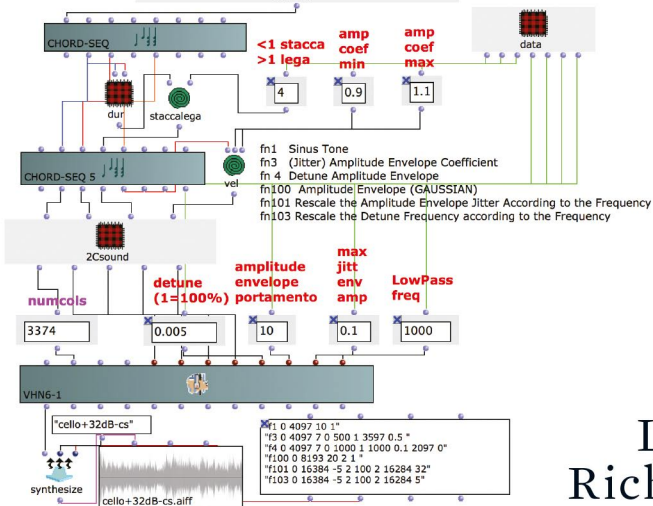 CHORD-SEQ
<1 stacca
>1 lega
amp
coef
min
amp
coef
max
data
4
0.9
1.1
dur
staccalega
CHORD-SEQ 5
vel
fn1 Sinus Tone
fn3 (Jitter) Amplitude Envelope Coefficient
fn 4 Detune Amplitude Envelope
fn100 Amplitude Envelope (GAUSSIAN)
fn101 Rescale the Amplitude Envelope Jitter According to the Frequency
fn103 Rescale the Detune Frequency according to the Frequency
2Csound
numcols
detune
(1=100%)
amplitude
envelope
portamento
max
jitt
env
amp
LowPass
freq
3374
0.005
10
0.1
1000
VHN6-1
"cello+32dB-cs"
synthesize
cello+32dB-cs.aiff
"f1 0 4097 10 1"
"f3 0 4097 7 0 500 1 3597 0.5 "
"f4 0 4097 7 0 1000 1 1000 0.1 2097 0"
"f100 0 8193 20 2 1 "
"f101 0 16384 -5 2 100 2 16284 32"
"f103 0 16384 -5 2 100 2 16284 5"